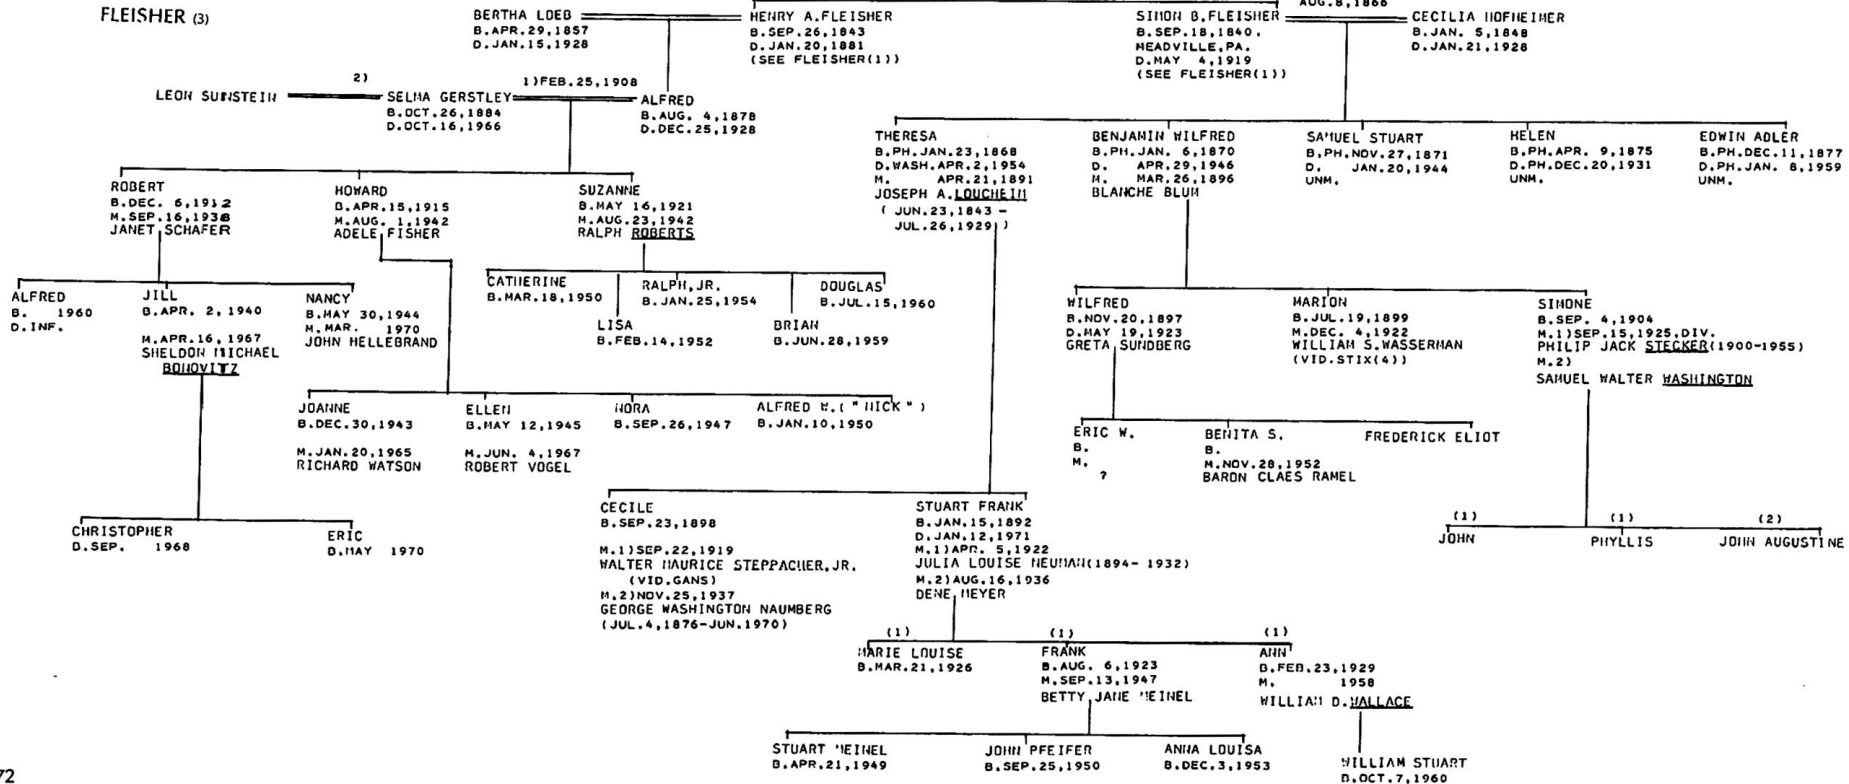 FLEISHER (3)
AUG.8,1866
BERTHA LOEB
B.APR.29,1857
D.JAN.15,1928
HENRY A.FLEISHER
B.SEP.26,1843
D.JAN.20,1881
(SEE FLEISHER(1))
SIMON B.FLEISHER
B.SEP.18,1840.
MEADVILLE,PA.
D.MAY 4,1919
(SEE FLEISHER(1))
CECILIA HOFHEIMER
B.JAN. 5,1848
D.JAN.21,1928
LEON SUNSTEIN
2)
SELMA GERSTLEY
B.OCT.26,1884
D.OCT.16,1966
1)FEB.25,1908
ALFRED
B.AUG. 4,1878
D.DEC.25,1928
THERESA
B.PH.JAN.23,1868
D.WASH.APR.2,1954
M. APR.21,1891
JOSEPH A.LOUCHEIM
( JUN.23,1843 -
JUL.26,1929 )
BENJAMIN WILFRED
B.PH.JAN. 6,1870
D. APR.29,1946
M. MAR.26,1896
BLANCHE BLUM
SAMUEL STUART
B.PH.NOV.27,1871
D. JAN.20,1944
UNM.
HELEN
B.PH.APR. 9,1875
D.PH.DEC.20,1931
UNM.
EDWIN ADLER
B.PH.DEC.11,1877
D.PH.JAN. 8,1959
UNM.
ROBERT
B.DEC. 6,1912
M.SEP.16,1938
JANET SCHAFER
HOWARD
B.APR.15,1915
M.AUG. 1,1942
ADELE FISHER
SUZANNE
B.MAY 16,1921
M.AUG.23,1942
RALPH ROBERTS
ALFRED
B. 1960
D.INF.
JILL
B.APR. 2,1940
M.APR.16,1967
SHELDON MICHAEL
BONOVITZ
NANCY
B.MAY 30,1944
M.MAR. 1970
JOHN HELLEBRAND
CATHERINE
B.MAR.18,1950
LISA
B.FEB.14,1952
RALPH,JR.
B.JAN.25,1954
BRIAN
B.JUN.28,1959
DOUGLAS
B.JUL.15,1960
WILFRED
B.NOV.20,1897
D.MAY 19,1923
GRETA SUNDBERG
MARION
B.JUL.19,1899
M.DEC. 4,1922
WILLIAM S.WASSERMAN
(VID.STIX(4))
SIMONE
B.SEP. 4,1904
M.1)SEP.15,1925,DIV.
PHILIP JACK STECKER(1900-1955)
M.2)
SAMUEL WALTER WASHINGTON
JOANNE
B.DEC.30,1943
M.JAN.20,1965
RICHARD WATSON
ELLEN
B.MAY 12,1945
M.JUN. 4,1967
ROBERT VOGEL
NORA
B.SEP.26,1947
ALFRED W.("NICK")
B.JAN.10,1950
ERIC W.
B.
M.
?
BENITA S.
B.
M.NOV.28,1952
BARON CLAES RAMEL
FREDERICK ELIOT
CHRISTOPHER
B.SEP. 1968
ERIC
B.MAY 1970
CECILE
B.SEP.23,1898
M.1)SEP.22,1919
WALTER MAURICE STEPPACHER,JR.
(VID.GANS)
M.2)NOV.25,1937
GEORGE WASHINGTON NAUMBERG
(JUL.4,1876-JUN.1970)
STUART FRANK
B.JAN.15,1892
D.JAN.12,1971
M.1)APR. 5,1922
JULIA LOUISE NEUMAN(1894- 1932)
M.2)AUG.16,1936
DENE MEYER
(1)
JOHN
(1)
PHYLLIS
(2)
JOHN AUGUSTINE
(1)
MARIE LOUISE
B.MAR.21,1926
(1)
FRANK
B.AUG. 6,1923
M.SEP.13,1947
BETTY JANE MEINEL
(1)
ANN
B.FEB.23,1929
M. 1958
WILLIAM D.WALLACE
STUART MEINEL
B.APR.21,1949
JOHN PFEIFER
B.SEP.25,1950
ANNA LOUISA
B.DEC.3,1953
WILLIAM STUART
B.OCT.7,1960
72